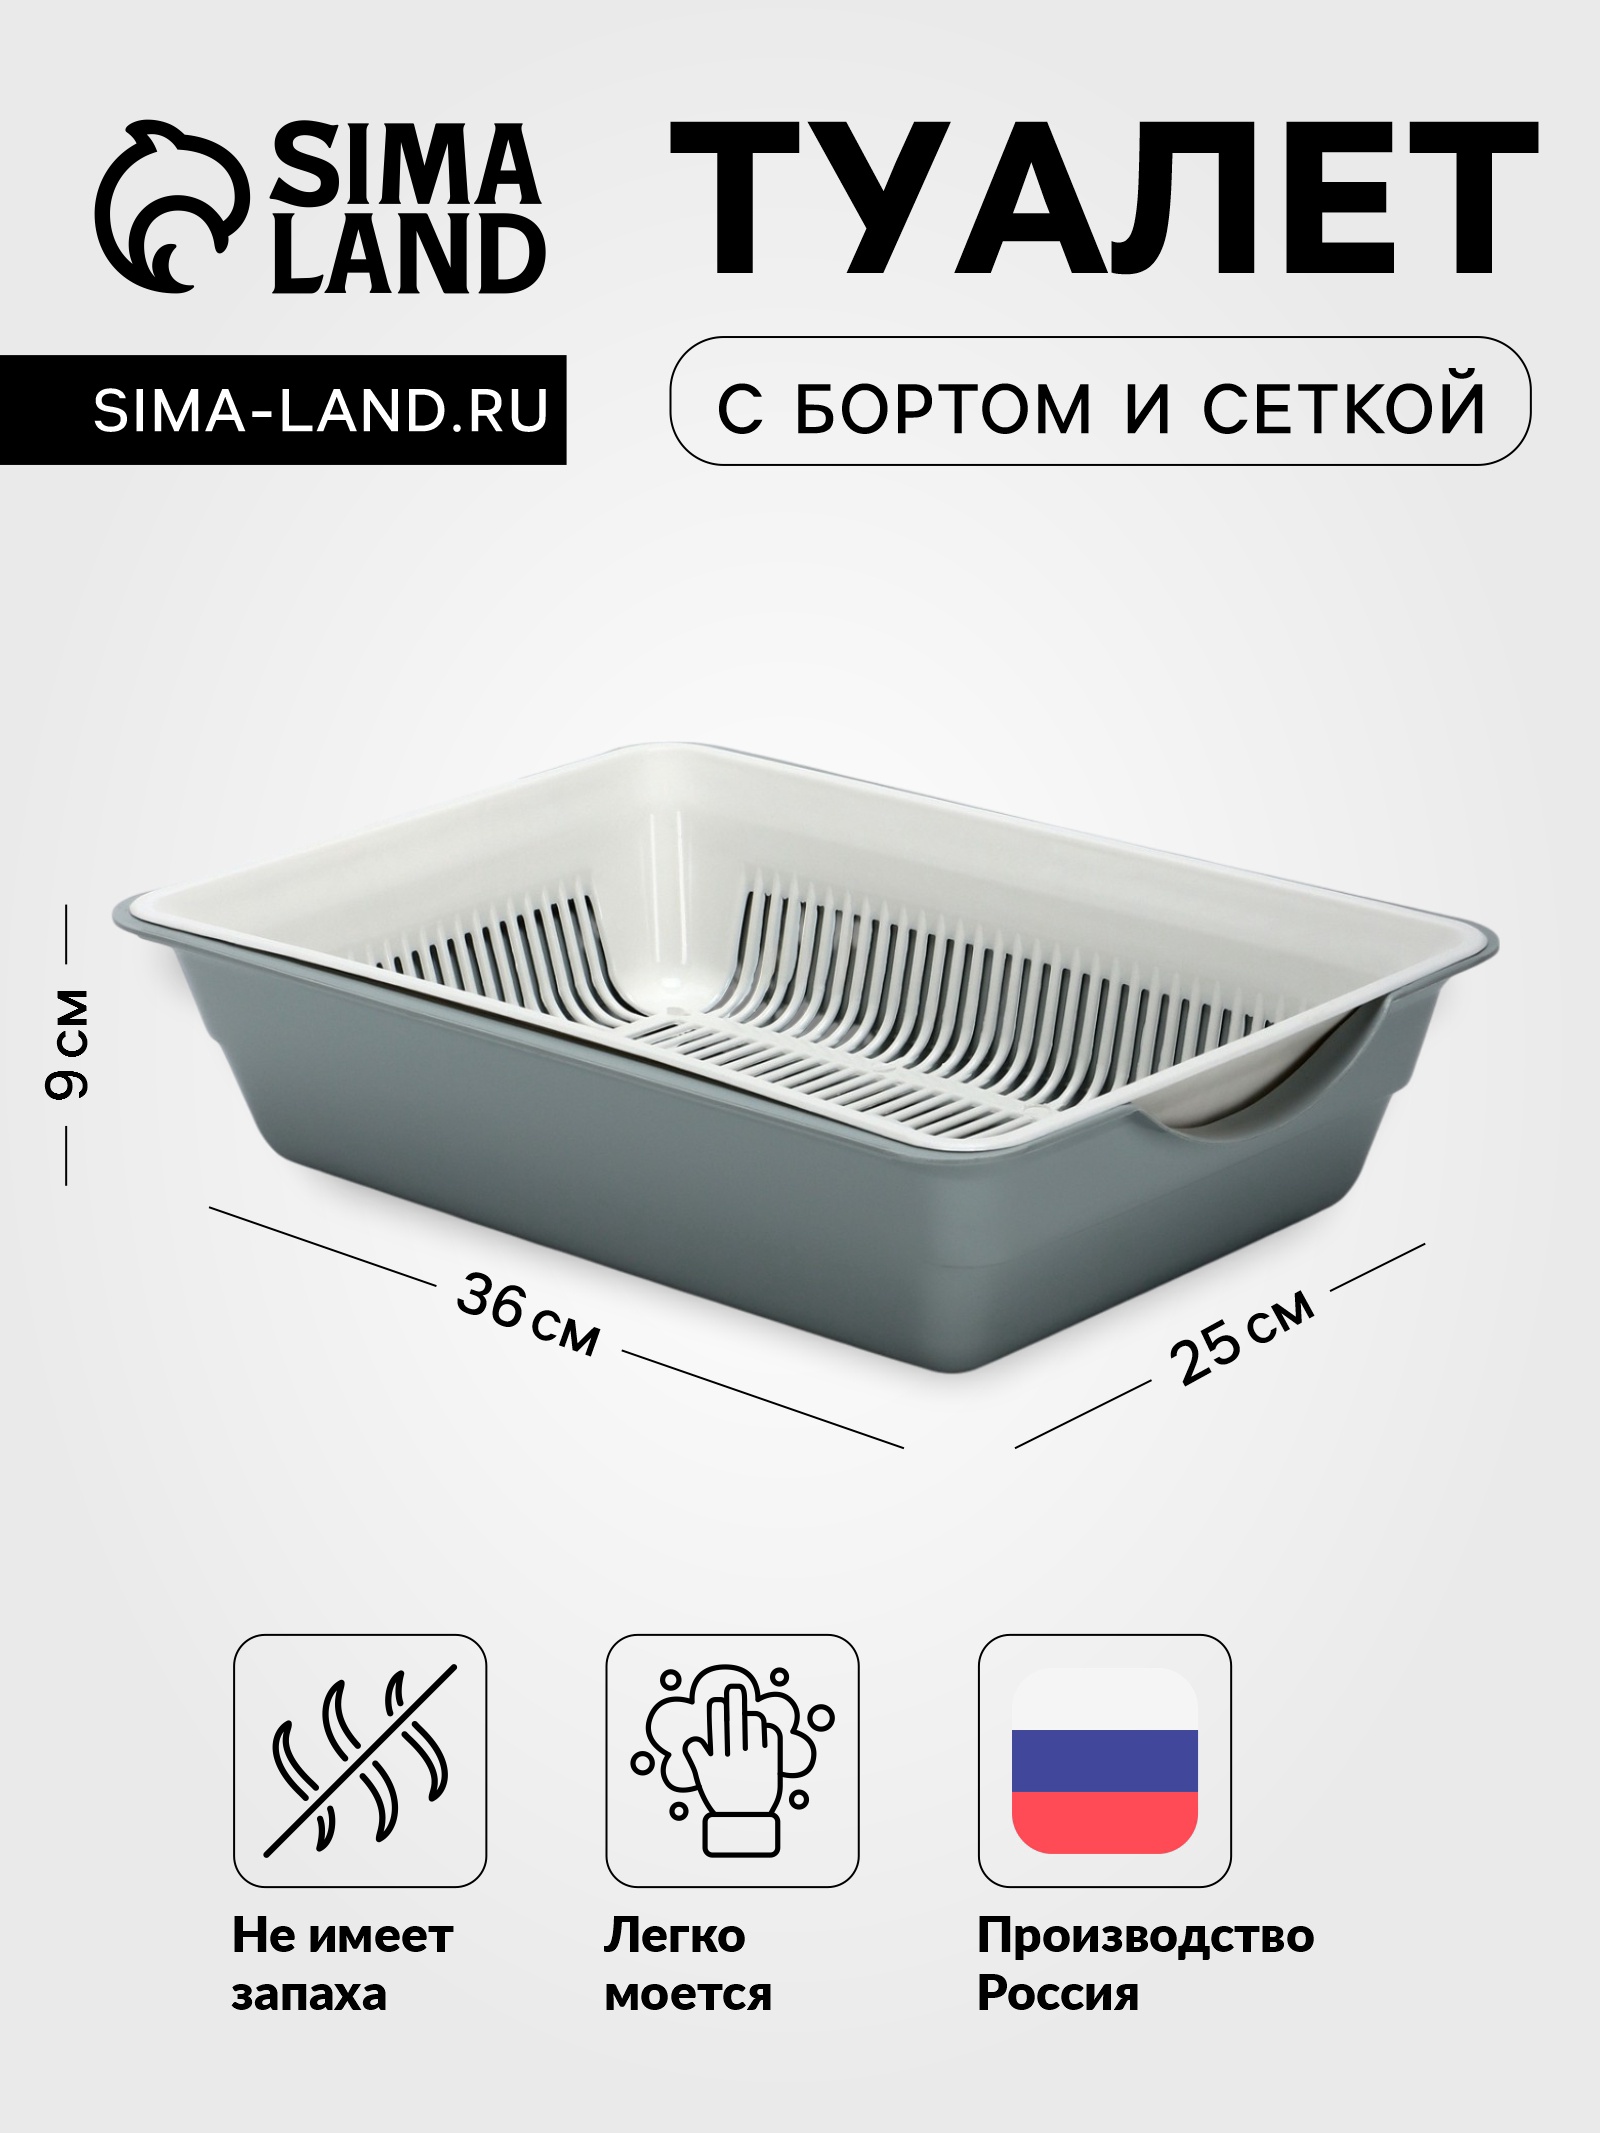 SIMA
LAND
ТУАЛЕТ
SIMA-LAND.RU
С БОРТОМ И СЕТКОЙ
9 см
36 см
25 см
Не имеет
запаха
Легко
моется
Производство
Россия